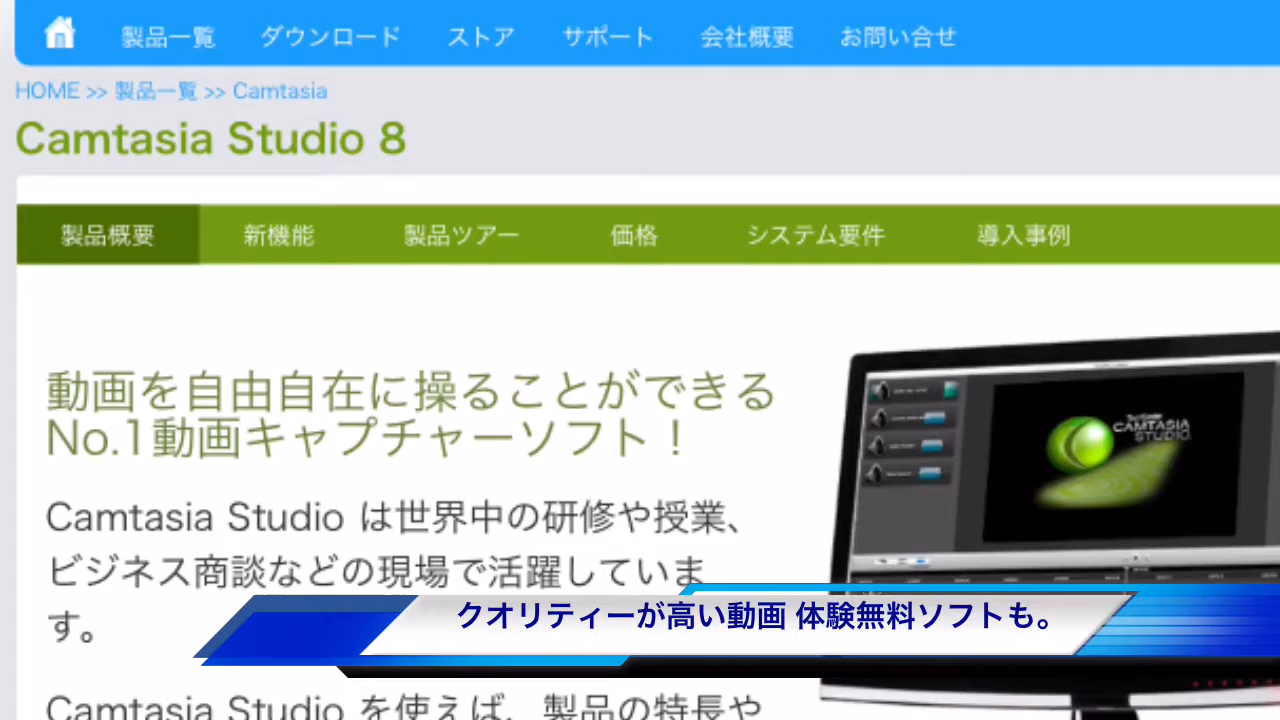 製品一覧 ダウンロード ストア サポート 会社概要 お問い合せ
HOME >> 製品一覧 >> Camtasia
Camtasia Studio 8
製品概要 新機能 製品ツアー 価格 システム要件 導入事例
動画を自由自在に操ることができる
No.1動画キャプチャーソフト！
CAMTASIA
STUDIO
Camtasia Studio は世界中の研修や授業、
ビジネス商談などの現場で活躍していま
す。
クオリティーが高い動画 体験無料ソフトも。
Camtasia Studio を使えば、製品の特長や